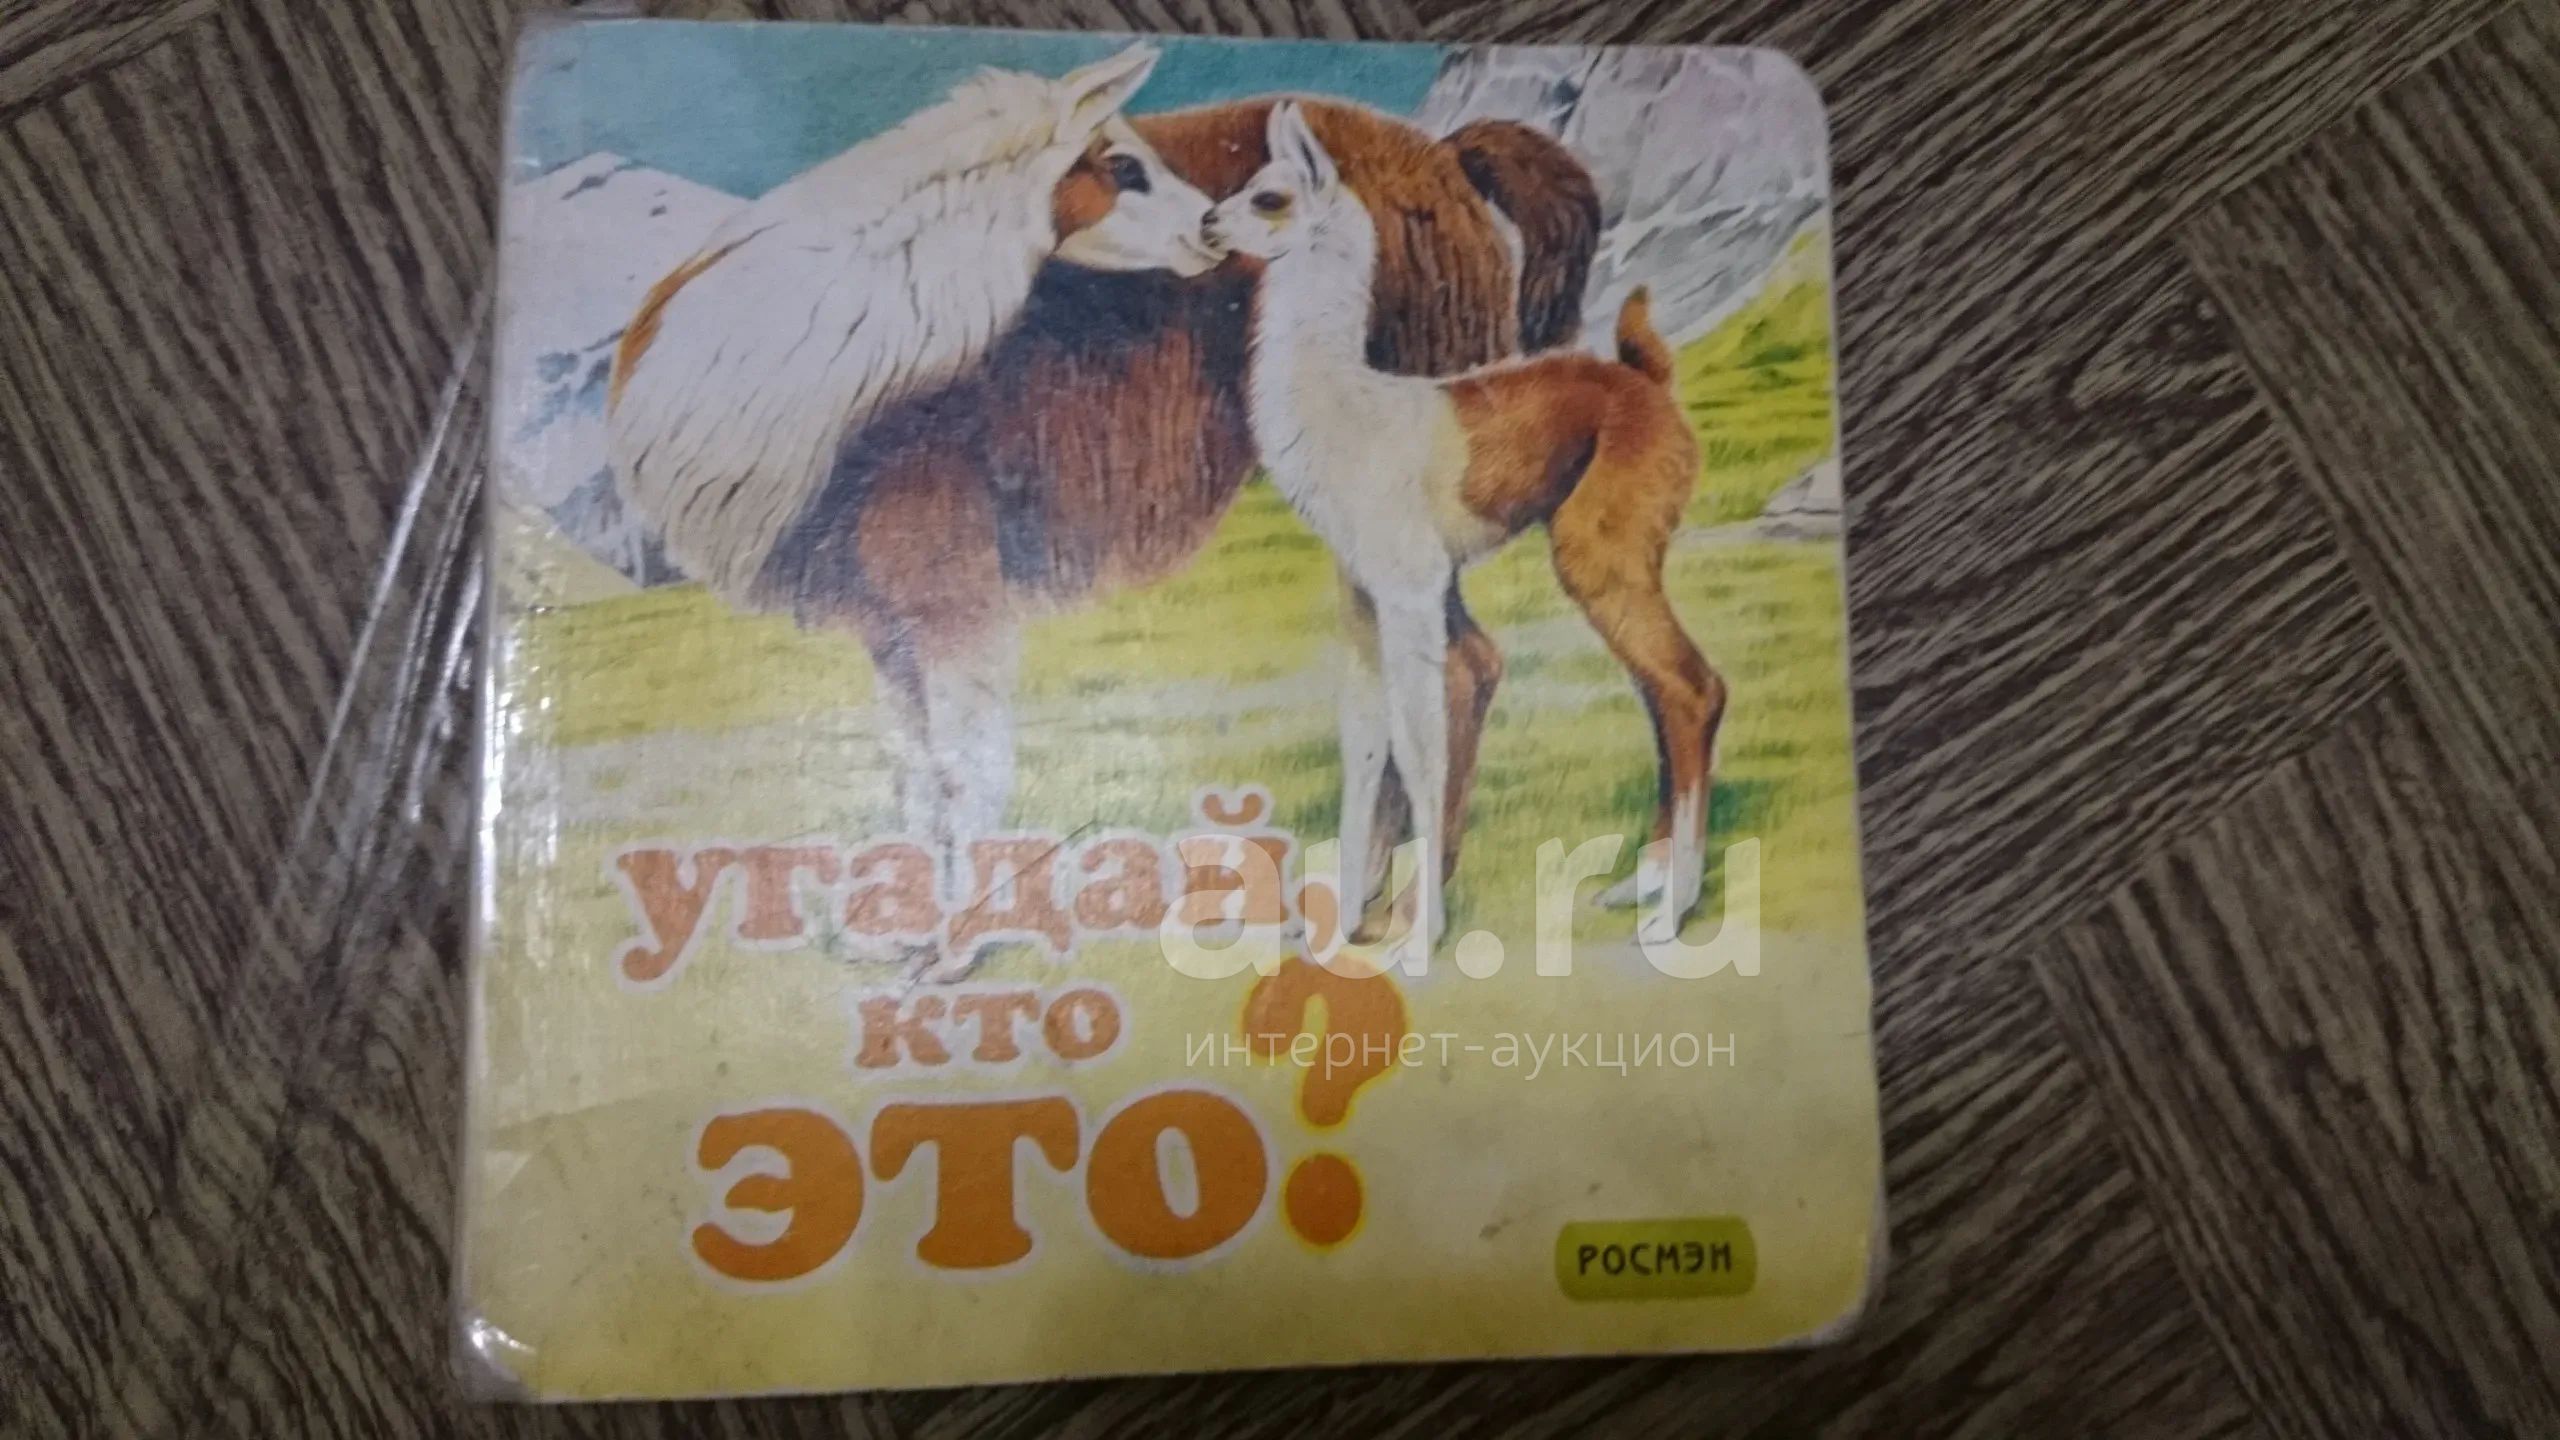 угадай,
кто
это?
РОСМЭН
au.ru
интернет-аукцион